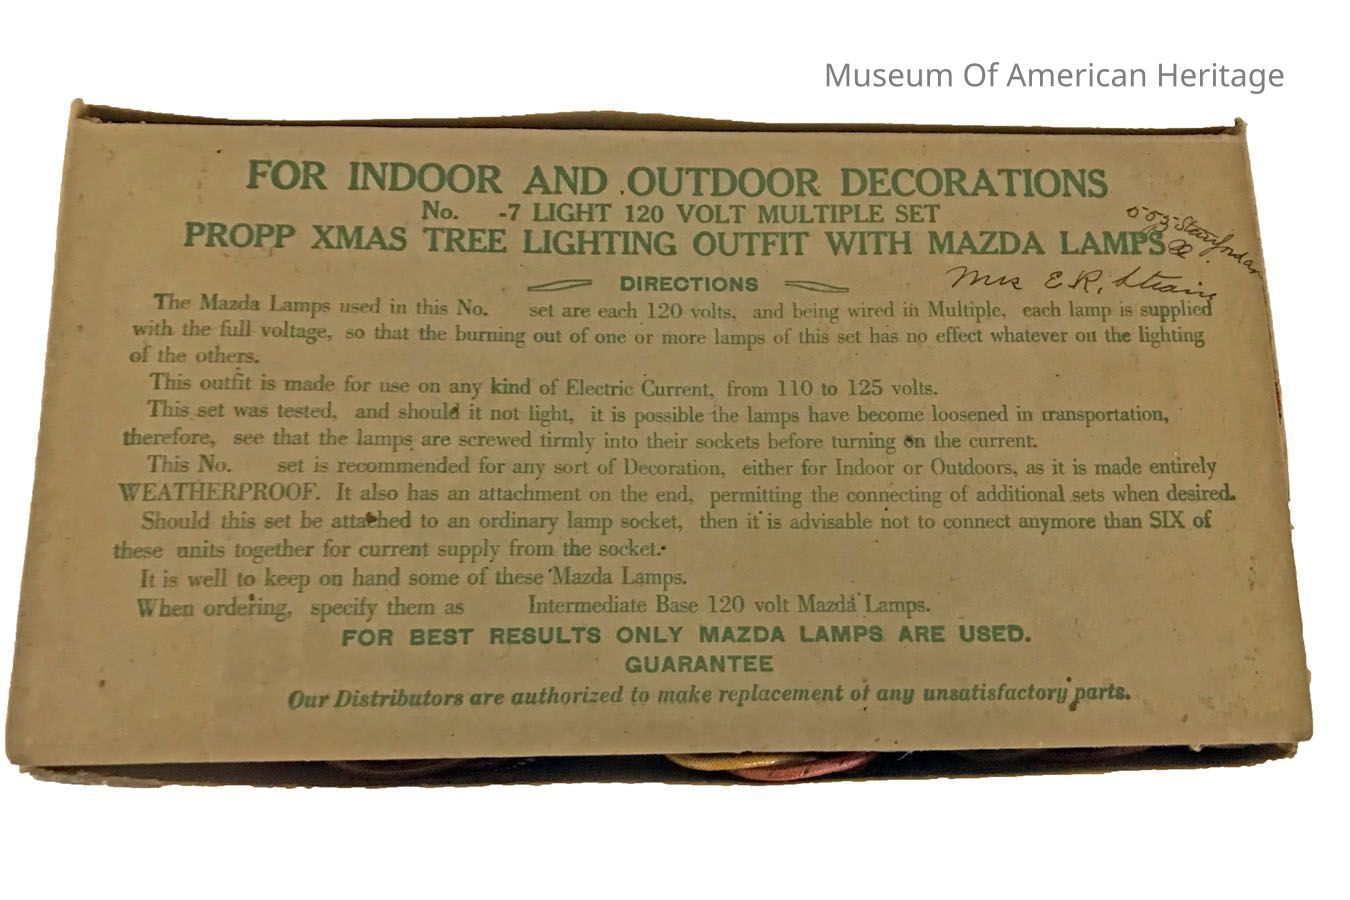 Museum Of American Heritage
FOR INDOOR AND OUTDOOR DECORATIONS
No. -7 LIGHT 120 VOLT MULTIPLE SET
PROPP XMAS TREE LIGHTING OUTFIT WITH MAZDA LAMPS
DIRECTIONS
Mrs E. R. Strain
The Mazda Lamps used in this No. set are each 120 volts, and being wired in Multiple, each lamp is supplied
with the full voltage, so that the burning out of one or more lamps of this set has no effect whatever on the lighting
of the others.
This outfit is made for use on any kind of Electric Current, from 110 to 125 volts.
This set was tested, and should it not light, it is possible the lamps have become loosened in transportation,
therefore, see that the lamps are screwed firmly into their sockets before turning on the current.
This No. set is recommended for any sort of Decoration, either for Indoor or Outdoors, as it is made entirely
WEATHERPROOF. It also has an attachment on the end, permitting the connecting of additional sets when desired.
Should this set be attached to an ordinary lamp socket, then it is advisable not to connect anymore than SIX of
these units together for current supply from the socket.
It is well to keep on hand some of these Mazda Lamps.
When ordering, specify them as Intermediate Base 120 volt Mazda Lamps.
FOR BEST RESULTS ONLY MAZDA LAMPS ARE USED.
GUARANTEE
Our Distributors are authorized to make replacement of any unsatisfactory parts.